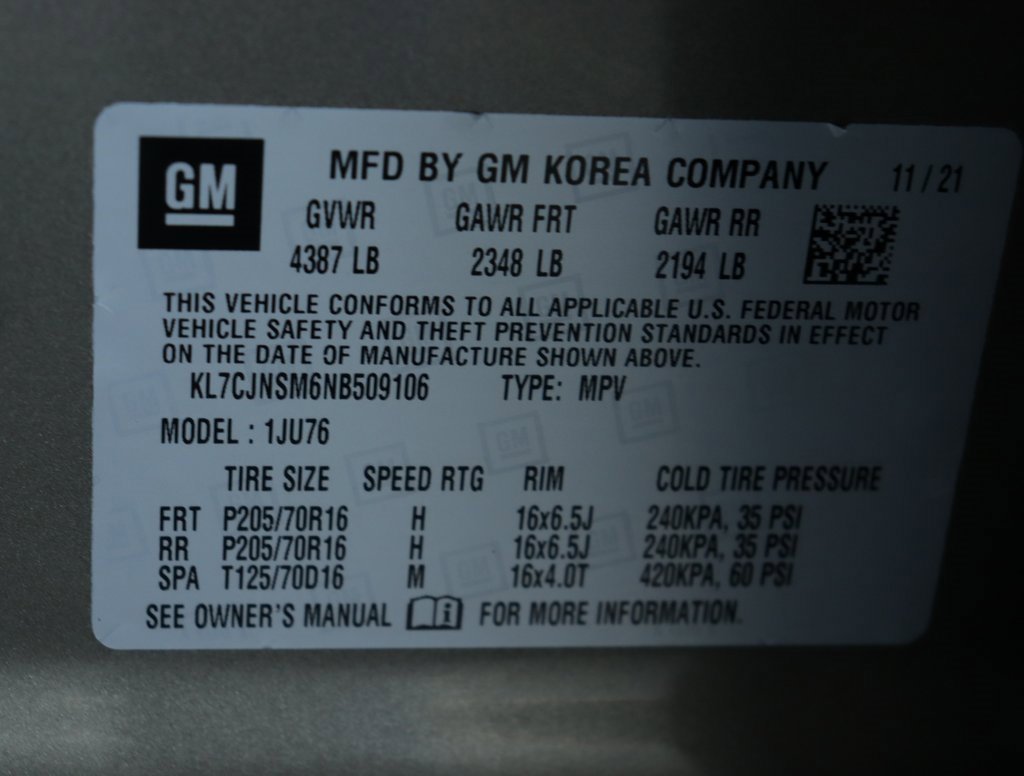 GM
MFD BY GM KOREA COMPANY 11/21
GVWR GAWR FRT GAWR RR
4387 LB 2348 LB 2194 LB
THIS VEHICLE CONFORMS TO ALL APPLICABLE U.S. FEDERAL MOTOR
VEHICLE SAFETY AND THEFT PREVENTION STANDARDS IN EFFECT
ON THE DATE OF MANUFACTURE SHOWN ABOVE.
KL7CJNSM6NB509106 TYPE: MPV
MODEL : 1JU76
TIRE SIZE SPEED RTG RIM COLD TIRE PRESSURE
FRT P205/70R16 H 16x6.5J 240KPA, 35 PSI
RR P205/70R16 H 16x6.5J 240KPA, 35 PSI
SPA T125/70D16 M 16x4.0T 420KPA, 60 PSI
SEE OWNER'S MANUAL i FOR MORE INFORMATION.